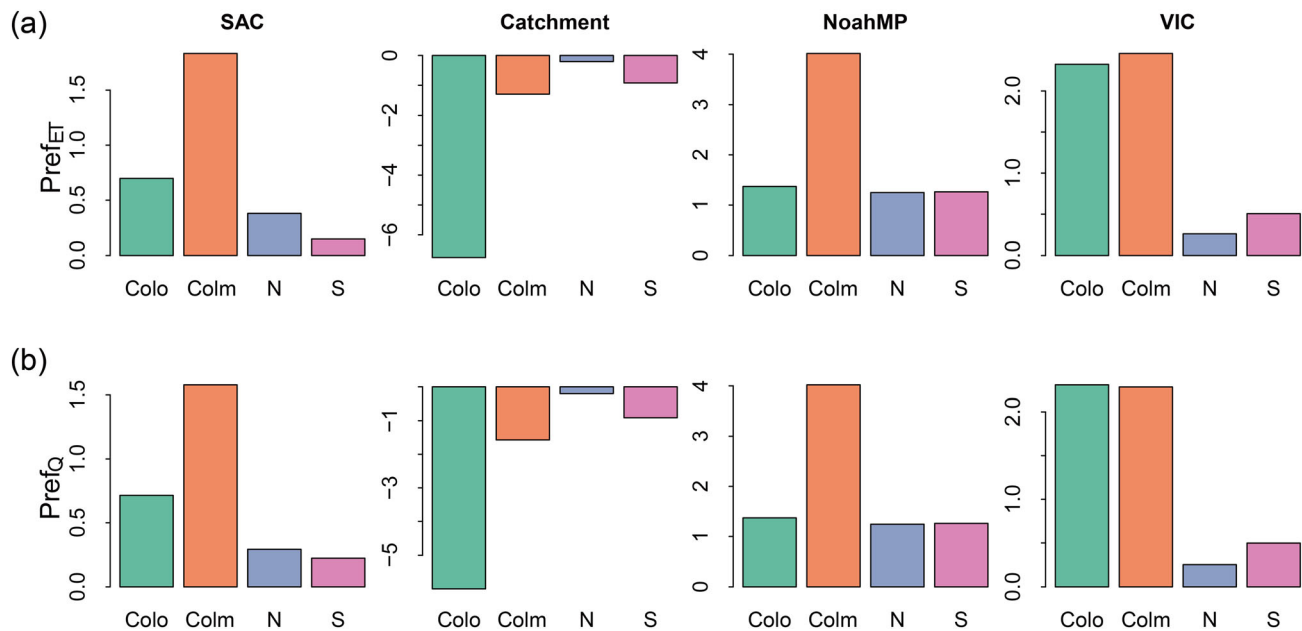 (a)
SAC Catchment NoahMP VIC
PrefET
0.0 0.5 1.0 1.5
0 −2 −4 −6
0 1 2 3 4
0.0 1.0 2.0
Colo Colm N S Colo Colm N S Colo Colm N S Colo Colm N S
(b)
PrefQ
0.0 0.5 1.0 1.5
−1 −3 −5
0 1 2 3 4
0.0 1.0 2.0
Colo Colm N S Colo Colm N S Colo Colm N S Colo Colm N S